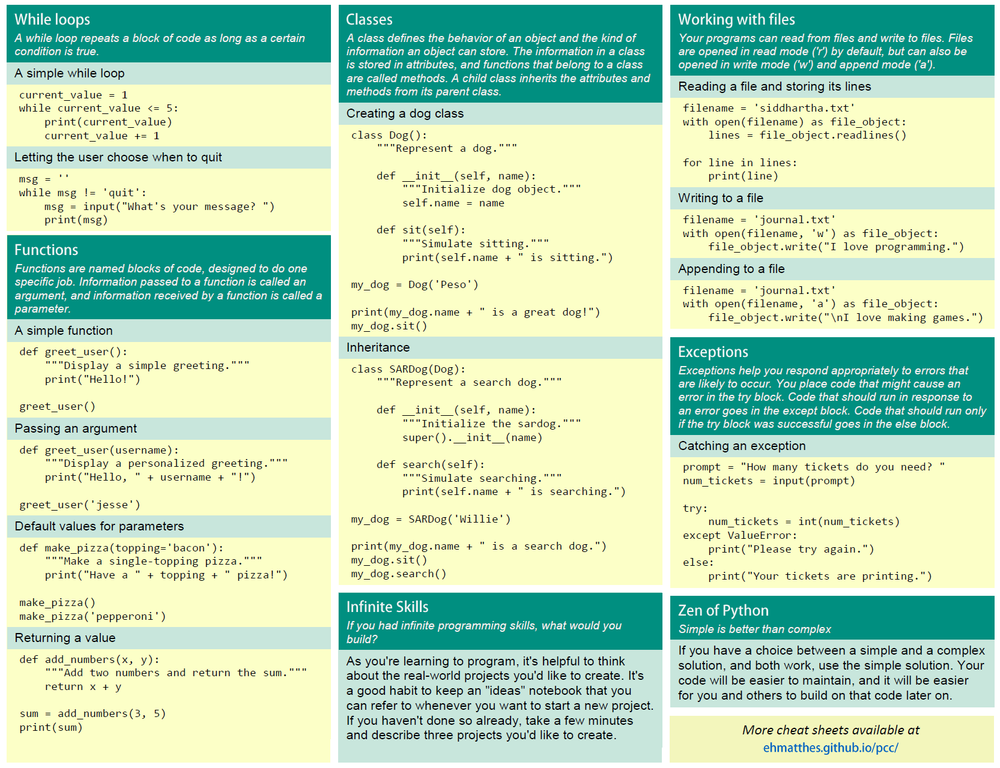 While loops
A while loop repeats a block of code as long as a certain
condition is true.
A simple while loop
current_value = 1
while current_value <= 5:
    print(current_value)
    current_value += 1
Letting the user choose when to quit
msg = ''
while msg != 'quit':
    msg = input("What's your message? ")
    print(msg)
Functions
Functions are named blocks of code, designed to do one
specific job. Information passed to a function is called an
argument, and information received by a function is called a
parameter.
A simple function
def greet_user():
    """Display a simple greeting."""
    print("Hello!")
greet_user()
Passing an argument
def greet_user(username):
    """Display a personalized greeting."""
    print("Hello, " + username + "!")
greet_user('jesse')
Default values for parameters
def make_pizza(topping='bacon'):
    """Make a single-topping pizza."""
    print("Have a " + topping + " pizza!")
make_pizza()
make_pizza('pepperoni')
Returning a value
def add_numbers(x, y):
    """Add two numbers and return the sum."""
    return x + y
sum = add_numbers(3, 5)
print(sum)
Classes
A class defines the behavior of an object and the kind of
information an object can store. The information in a class
is stored in attributes, and functions that belong to a class
are called methods. A child class inherits the attributes and
methods from its parent class.
Creating a dog class
class Dog():
    """Represent a dog."""
    def __init__(self, name):
        """Initialize dog object."""
        self.name = name
    def sit(self):
        """Simulate sitting."""
        print(self.name + " is sitting.")
my_dog = Dog('Peso')
print(my_dog.name + " is a great dog!")
my_dog.sit()
Inheritance
class SARDog(Dog):
    """Represent a search dog."""
    def __init__(self, name):
        """Initialize the sardog."""
        super().__init__(name)
    def search(self):
        """Simulate searching."""
        print(self.name + " is searching.")
my_dog = SARDog('Willie')
print(my_dog.name + " is a search dog.")
my_dog.sit()
my_dog.search()
Infinite Skills
If you had infinite programming skills, what would you
build?
As you're learning to program, it's helpful to think
about the real-world projects you'd like to create. It's
a good habit to keep an "ideas" notebook that you
can refer to whenever you want to start a new project.
If you haven't done so already, take a few minutes
and describe three projects you'd like to create.
Working with files
Your programs can read from files and write to files. Files
are opened in read mode ('r') by default, but can also be
opened in write mode ('w') and append mode ('a').
Reading a file and storing its lines
filename = 'siddhartha.txt'
with open(filename) as file_object:
    lines = file_object.readlines()
for line in lines:
    print(line)
Writing to a file
filename = 'journal.txt'
with open(filename, 'w') as file_object:
    file_object.write("I love programming.")
Appending to a file
filename = 'journal.txt'
with open(filename, 'a') as file_object:
    file_object.write("\nI love making games.")
Exceptions
Exceptions help you respond appropriately to errors that
are likely to occur. You place code that might cause an
error in the try block. Code that should run in response to
an error goes in the except block. Code that should run only
if the try block was successful goes in the else block.
Catching an exception
prompt = "How many tickets do you need? "
num_tickets = input(prompt)
try:
    num_tickets = int(num_tickets)
except ValueError:
    print("Please try again.")
else:
    print("Your tickets are printing.")
Zen of Python
Simple is better than complex
If you have a choice between a simple and a complex
solution, and both work, use the simple solution. Your
code will be easier to maintain, and it will be easier
for you and others to build on that code later on.
More cheat sheets available at
ehmatthes.github.io/pcc/